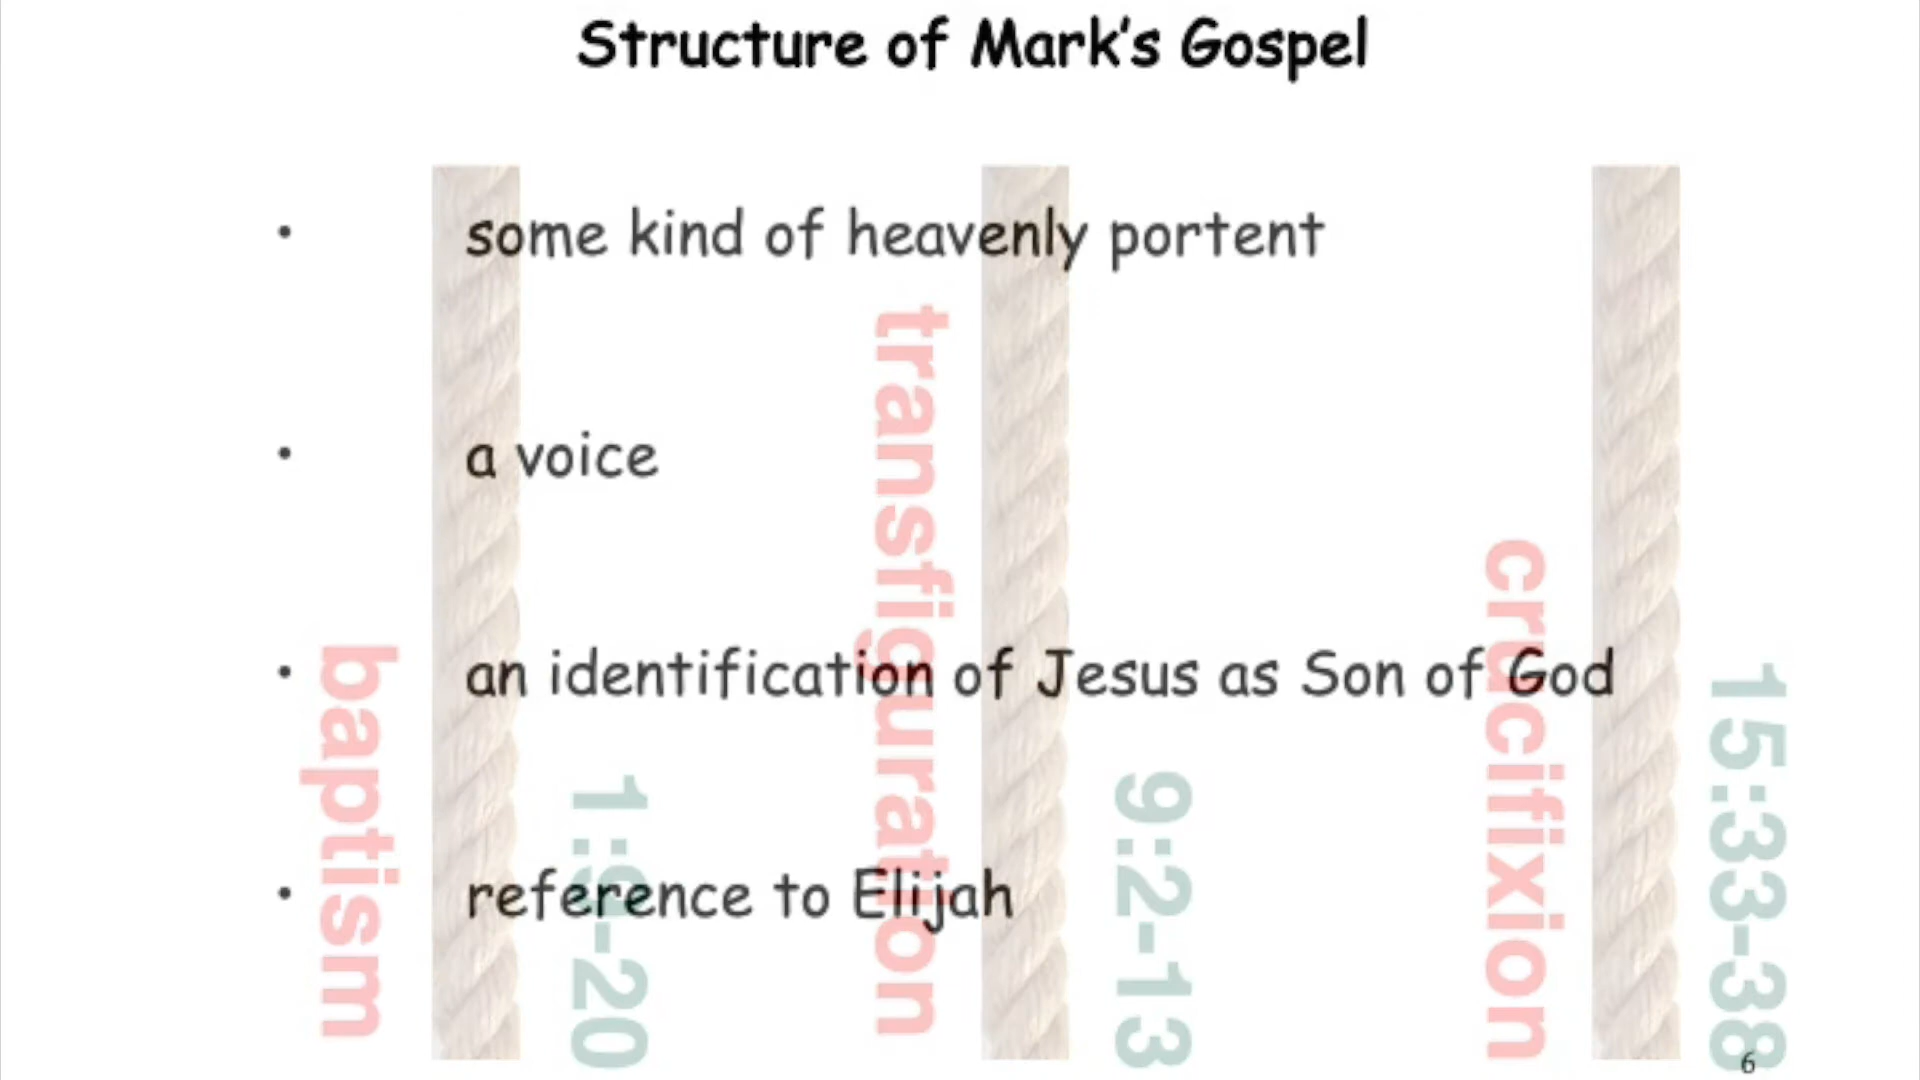 Structure of Mark's Gospel
• some kind of heavenly portent
• a voice
• an identification of Jesus as Son of God
• reference to Elijah
baptism
1:9-20
transfiguration
9:2-13
crucifixion
15:33-38
6